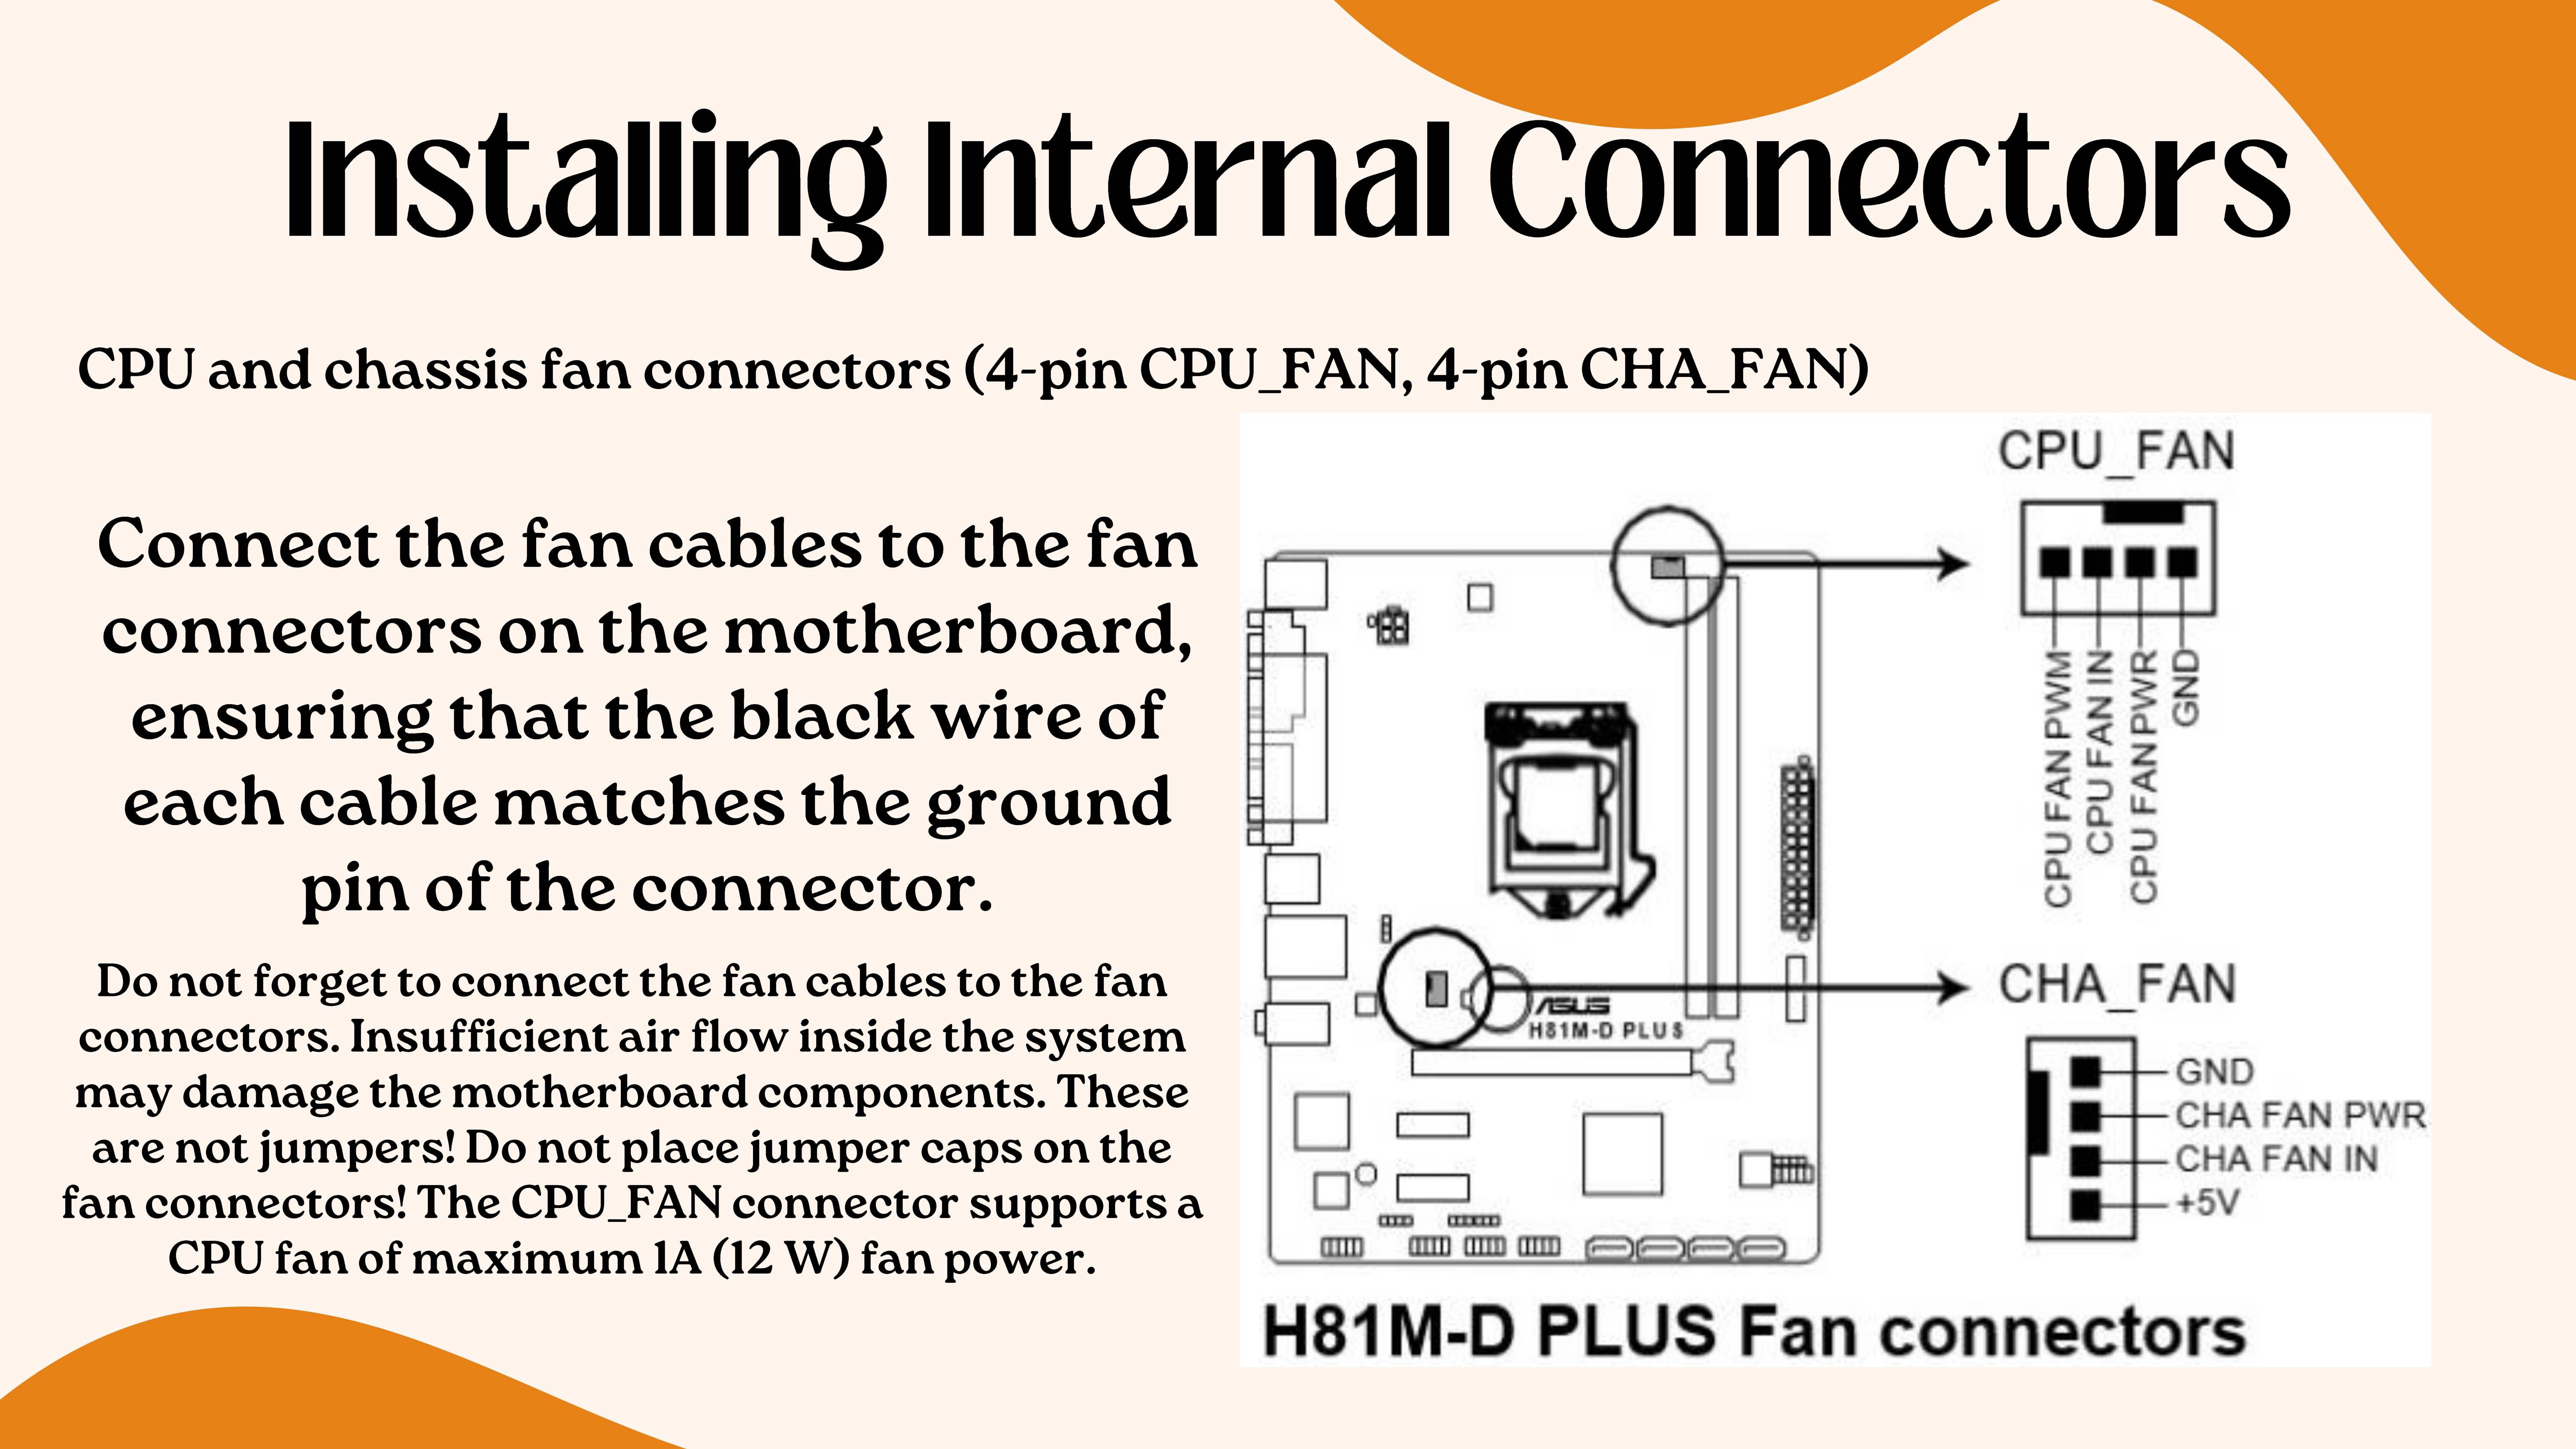 Installing Internal Connectors
CPU and chassis fan connectors (4-pin CPU_FAN, 4-pin CHA_FAN)
Connect the fan cables to the fan
connectors on the motherboard,
ensuring that the black wire of
each cable matches the ground
pin of the connector.
Do not forget to connect the fan cables to the fan
connectors. Insufficient air flow inside the system
may damage the motherboard components. These
are not jumpers! Do not place jumper caps on the
fan connectors! The CPU_FAN connector supports a
CPU fan of maximum 1A (12 W) fan power.
CPU_FAN
CPU FAN PWM
CPU FAN IN
CPU FAN PWR
GND
CHA_FAN
GND
CHA FAN PWR
CHA FAN IN
+5V
ASUS
H81M-D PLUS
H81M-D PLUS Fan connectors